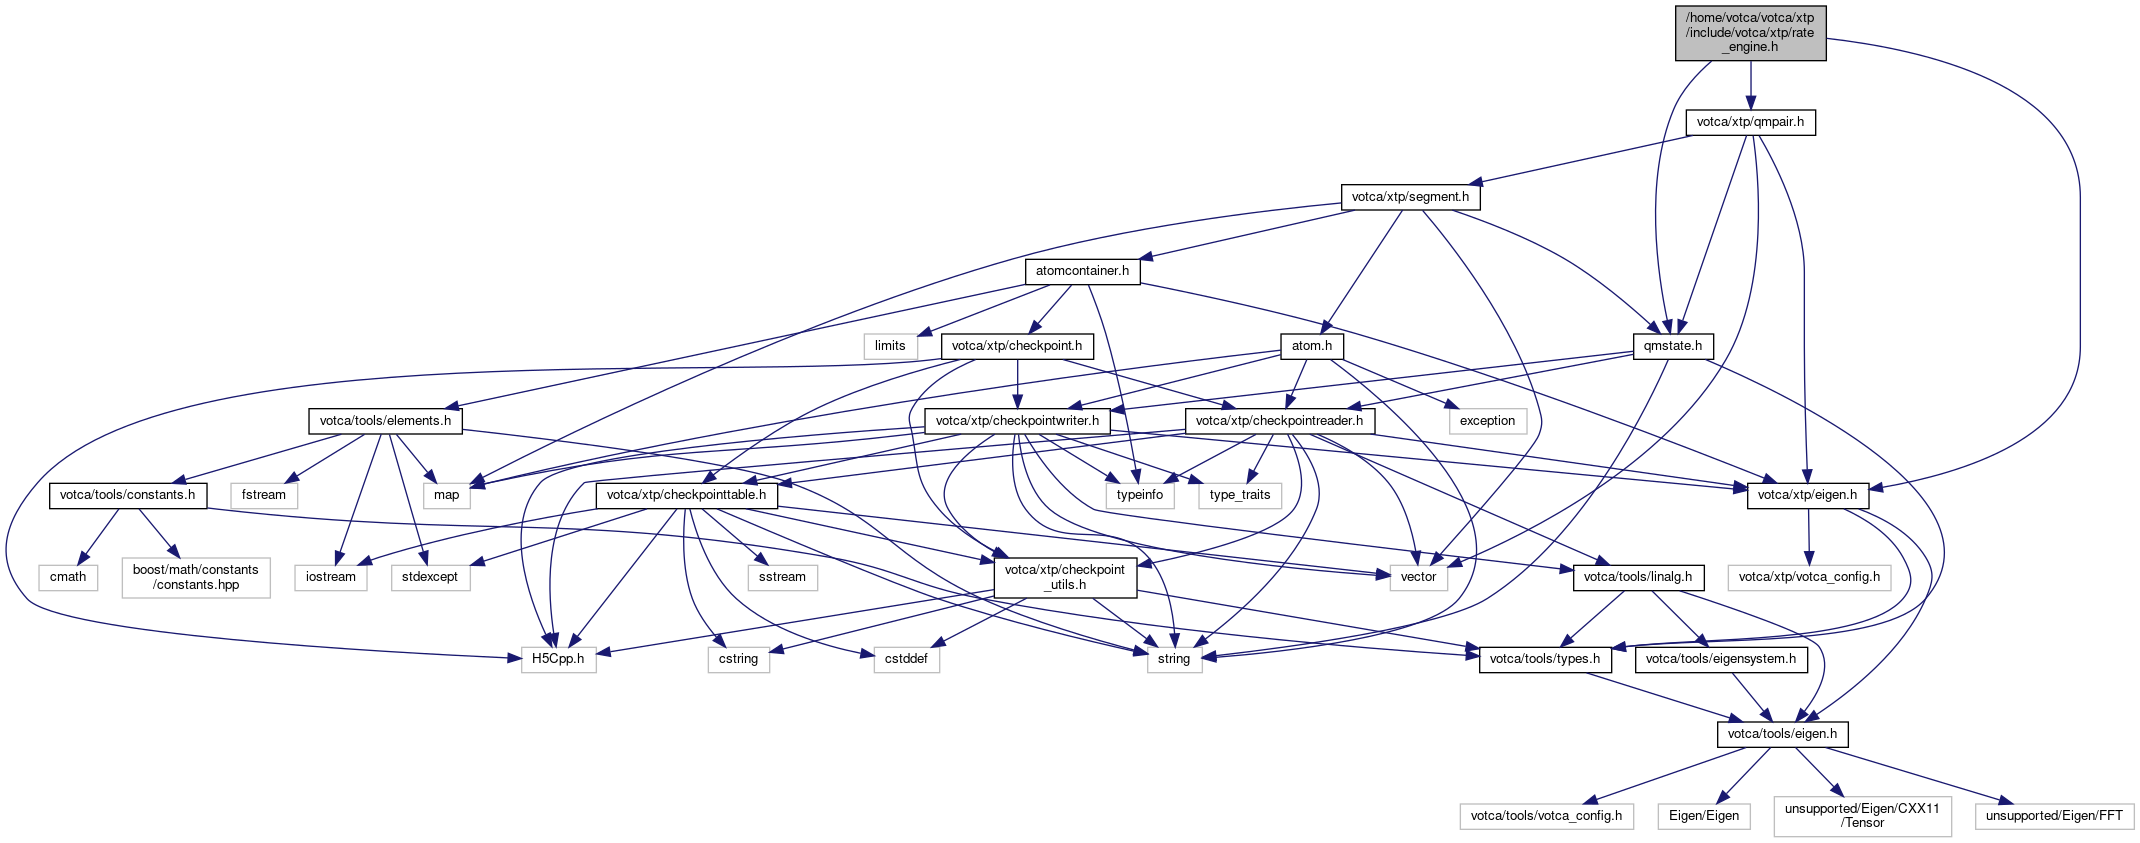 /home/votca/votca/xtp
/include/votca/xtp/rate
_engine.h
votca/xtp/qmpair.h
votca/xtp/segment.h
atomcontainer.h
limits
votca/xtp/checkpoint.h
atom.h
qmstate.h
votca/tools/elements.h
votca/xtp/checkpointwriter.h
votca/xtp/checkpointreader.h
exception
votca/tools/constants.h
fstream
map
votca/xtp/checkpointtable.h
typeinfo
type_traits
votca/xtp/eigen.h
cmath
boost/math/constants
/constants.hpp
iostream
stdexcept
sstream
votca/xtp/checkpoint
_utils.h
vector
votca/tools/linalg.h
votca/xtp/votca_config.h
H5Cpp.h
cstring
cstddef
string
votca/tools/types.h
votca/tools/eigensystem.h
votca/tools/eigen.h
votca/tools/votca_config.h
Eigen/Eigen
unsupported/Eigen/CXX11
/Tensor
unsupported/Eigen/FFT